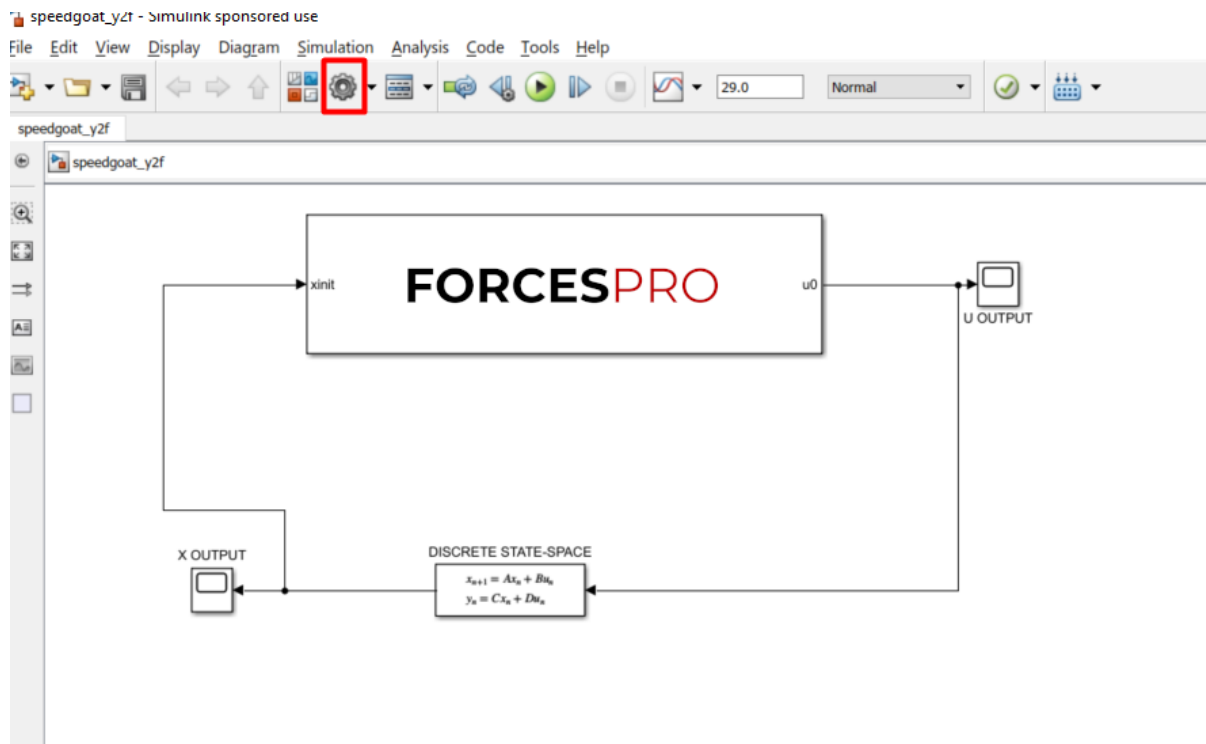 speedgoat_y2f - Simulink sponsored use
File Edit View Display Diagram Simulation Analysis Code Tools Help
29.0 Normal
speedgoat_y2f
speedgoat_y2f
xinit FORCESPRO u0
U OUTPUT
X OUTPUT
DISCRETE STATE-SPACE
xₙ₊₁ = Axₙ + Buₙ
yₙ = Cxₙ + Duₙ